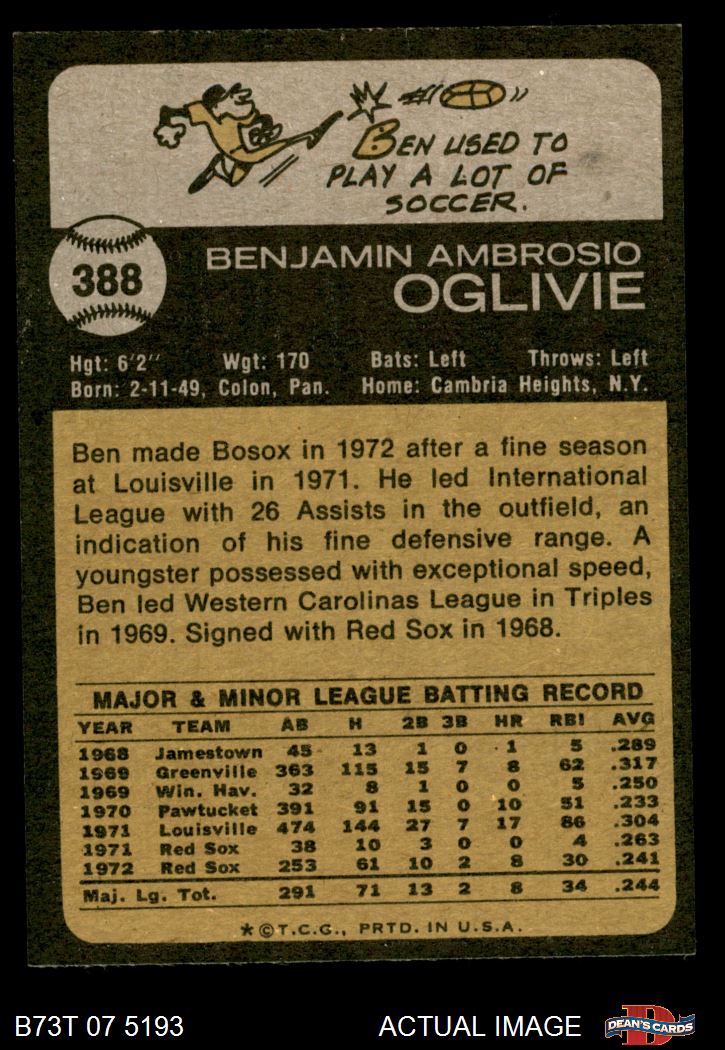 BEN USED TO
PLAY A LOT OF
SOCCER.
388
BENJAMIN AMBROSIO
OGLIVIE
Hgt: 6'2" Wgt: 170 Bats: Left Throws: Left
Born: 2-11-49, Colon, Pan. Home: Cambria Heights, N.Y.
Ben made Bosox in 1972 after a fine season
at Louisville in 1971. He led International
League with 26 Assists in the outfield, an
indication of his fine defensive range. A
youngster possessed with exceptional speed,
Ben led Western Carolinas League in Triples
in 1969. Signed with Red Sox in 1968.
MAJOR & MINOR LEAGUE BATTING RECORD
YEAR TEAM AB H 2B 3B HR RBI AVG
1968 Jamestown 45 13 1 0 1 5 .289
1969 Greenville 363 115 15 7 8 62 .317
1969 Win. Hav. 32 8 1 0 0 5 .250
1970 Pawtucket 391 91 15 0 10 51 .233
1971 Louisville 474 144 27 7 17 86 .304
1971 Red Sox 38 10 3 0 0 4 .263
1972 Red Sox 253 61 10 2 8 30 .241
Maj. Lg. Tot. 291 71 13 2 8 34 .244
*©T.C.G., PRTD. IN U.S.A.
B73T 07 5193 ACTUAL IMAGE DEAN'S CARDS